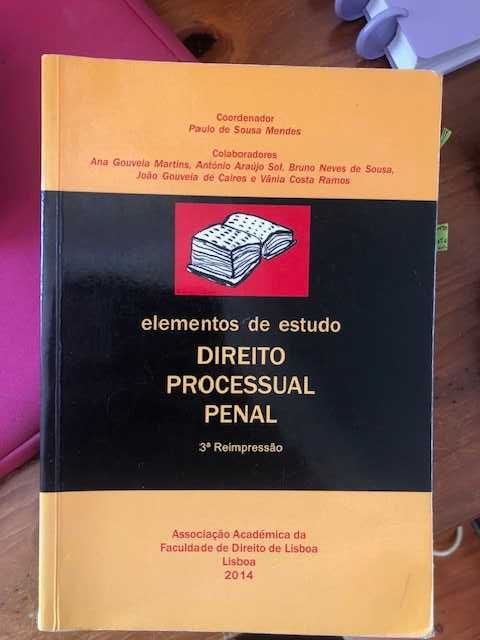 Coordenador
Paulo de Sousa Mendes
Colaboradores
Ana Gouveia Martins, António Araújo Sol, Bruno Neves de Sousa,
João Gouveia de Caires e Vânia Costa Ramos
elementos de estudo
DIREITO
PROCESSUAL
PENAL
3ª Reimpressão
Associação Académica da
Faculdade de Direito de Lisboa
Lisboa
2014